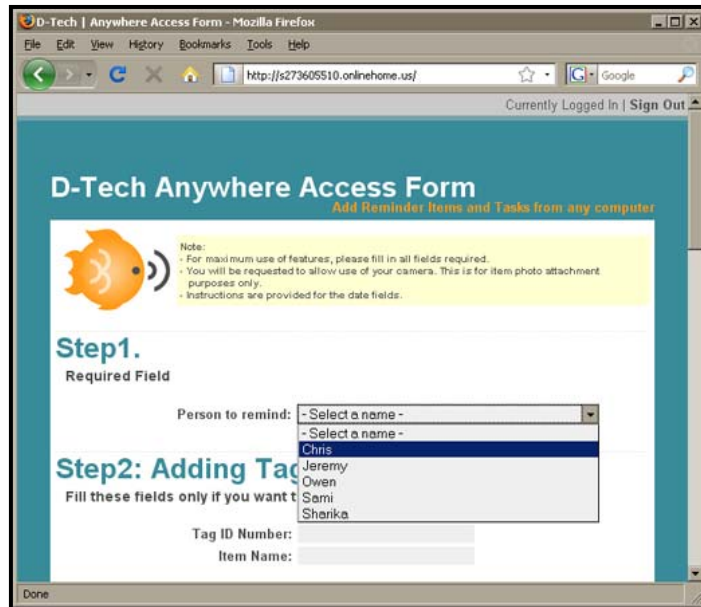 D-Tech | Anywhere Access Form - Mozilla Firefox
File Edit View History Bookmarks Tools Help
http://s273605510.onlinehome.us/
G Google
Currently Logged In | Sign Out
D-Tech Anywhere Access Form
Add Reminder Items and Tasks from any computer
Note:
- For maximum use of features, please fill in all fields required.
- You will be requested to allow use of your camera. This is for item photo attachment
purposes only.
- Instructions are provided for the date fields.
Step1.
Required Field
Person to remind: - Select a name -
- Select a name -
Chris
Jeremy
Owen
Sami
Sharika
Step2: Adding Tag
Fill these fields only if you want t
Tag ID Number:
Item Name:
Done